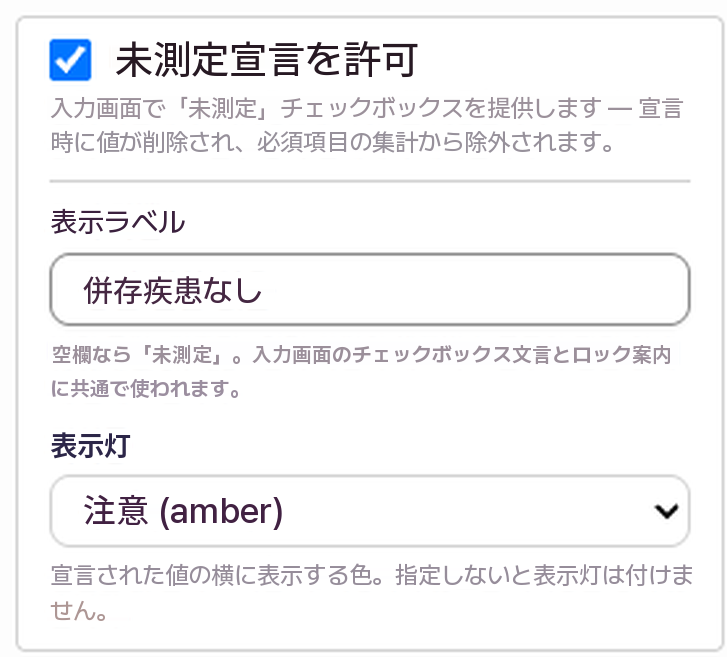 未測定宣言を許可
入力画面で「未測定」チェックボックスを提供します — 宣言
時に値が削除され、必須項目の集計から除外されます。
表示ラベル
併存疾患なし
空欄なら「未測定」。入力画面のチェックボックス文言とロック案内
に共通で使われます。
表示灯
注意 (amber)
宣言された値の横に表示する色。指定しないと表示灯は付けま
せん。